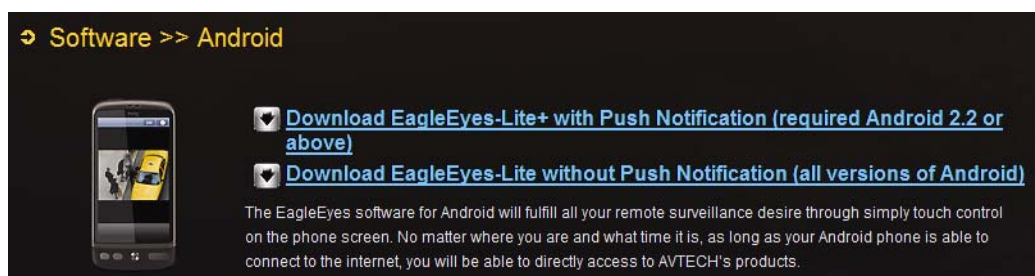 Software >> Android
Download EagleEyes-Lite+ with Push Notification (required Android 2.2 or
above)
Download EagleEyes-Lite without Push Notification (all versions of Android)
The EagleEyes software for Android will fulfill all your remote surveillance desire through simply touch control
on the phone screen. No matter where you are and what time it is, as long as your Android phone is able to
connect to the internet, you will be able to directly access to AVTECH's products.